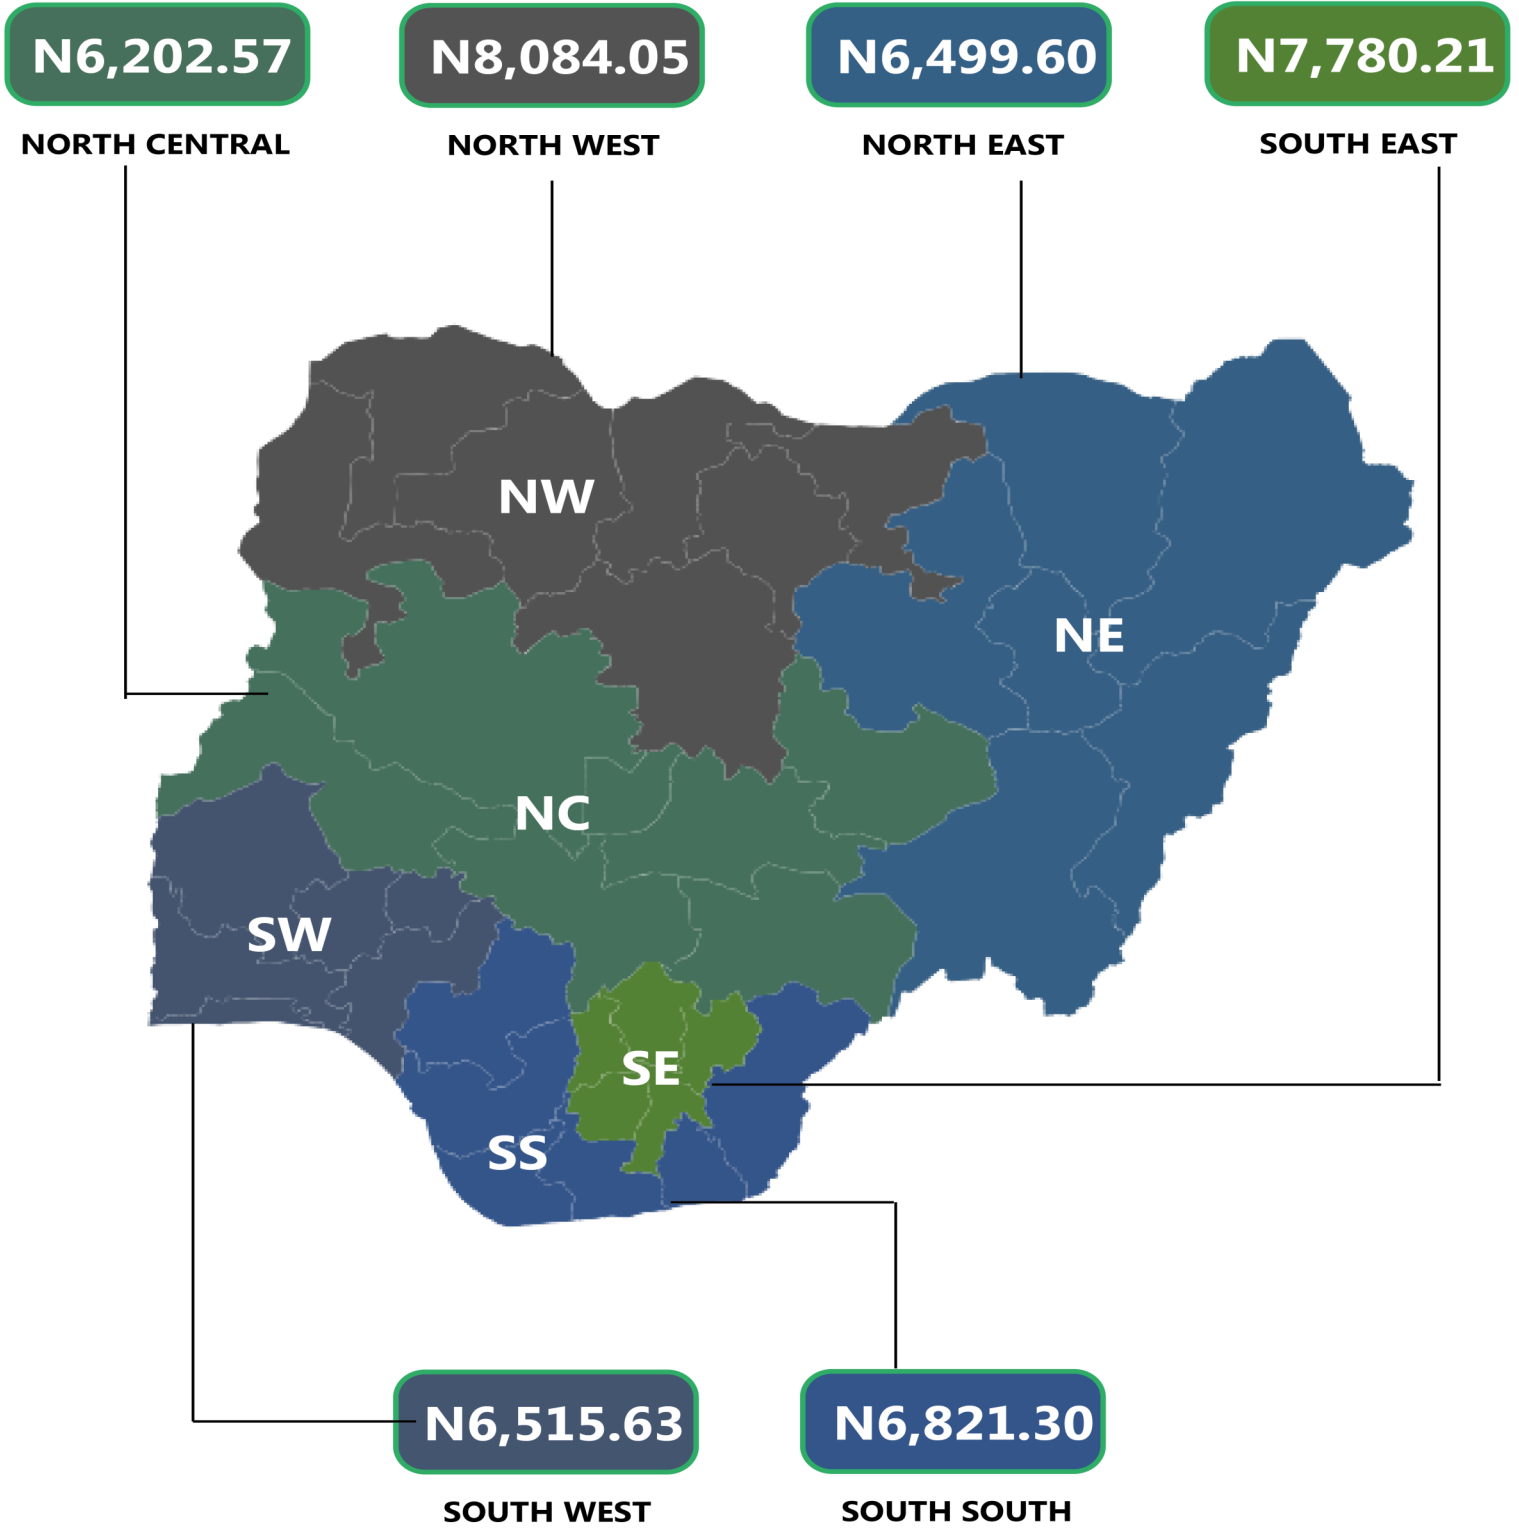 N6,202.57
N8,084.05
N6,499.60
N7,780.21
NORTH CENTRAL
NORTH WEST
NORTH EAST
SOUTH EAST
NW
NE
NC
SW
SE
SS
N6,515.63
N6,821.30
SOUTH WEST
SOUTH SOUTH